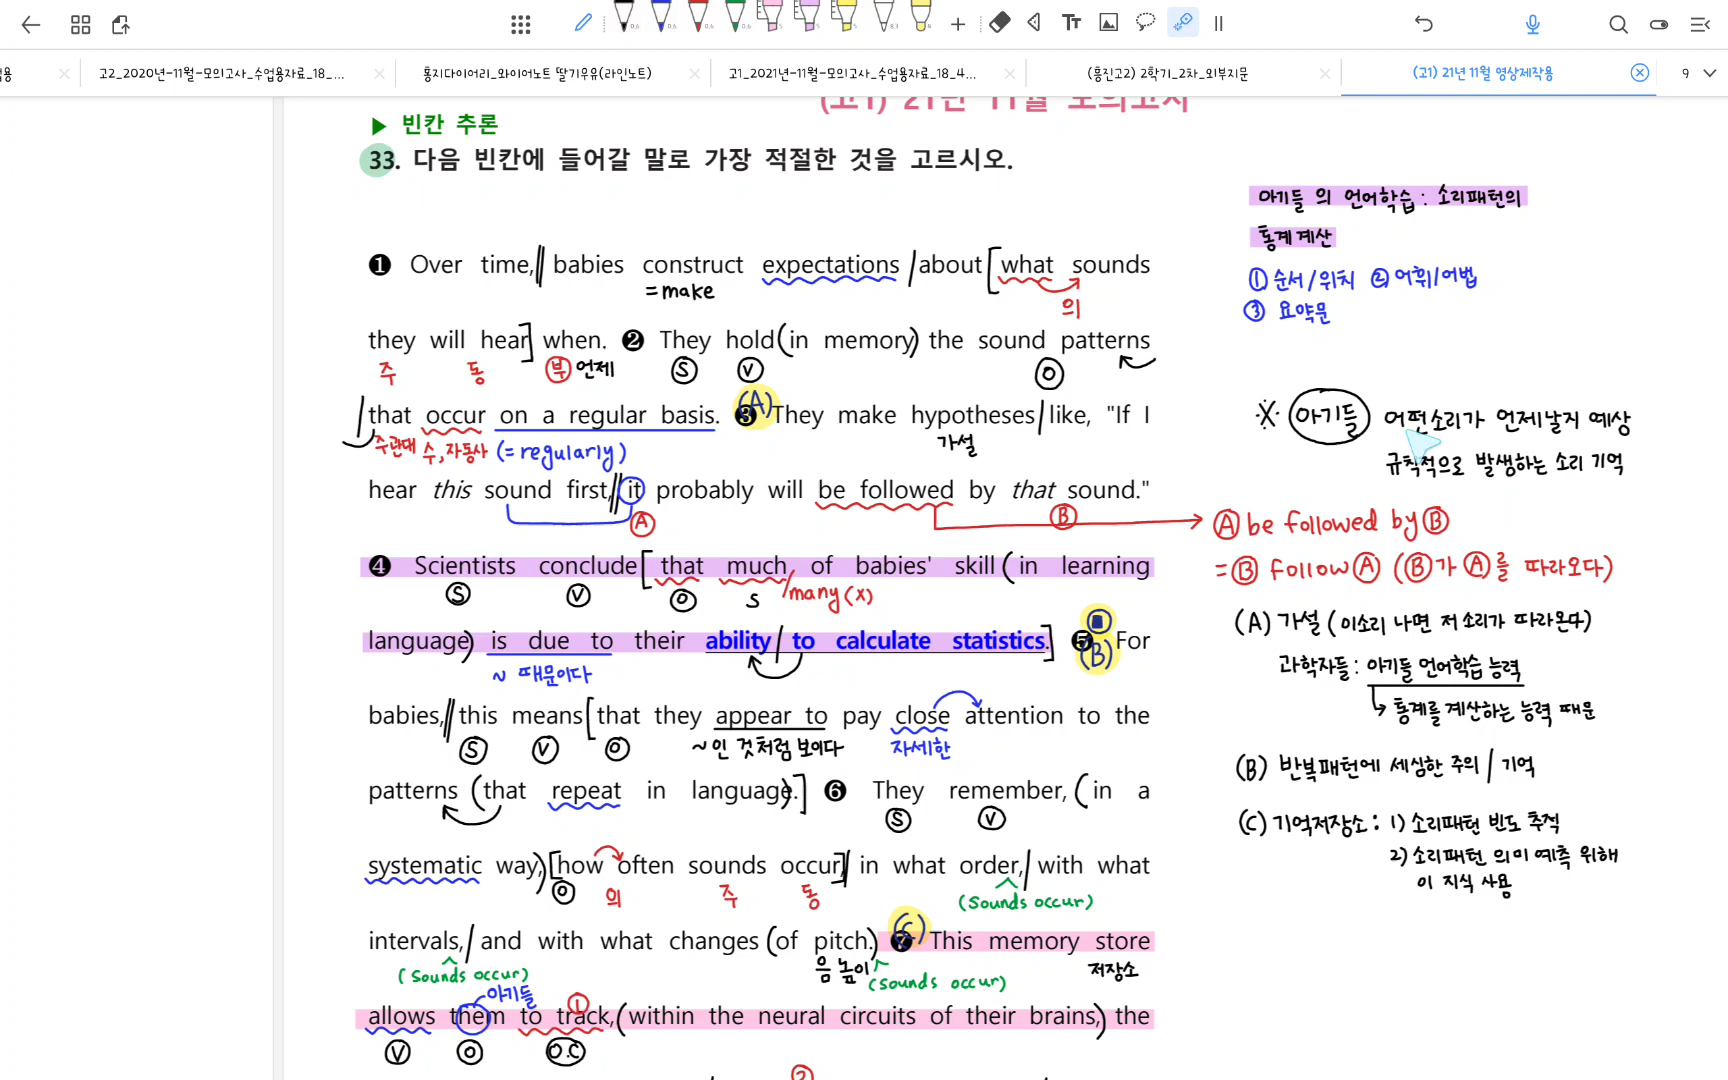 고2_2020년-11월-모의고사_수업용자료_18_...
홍지다이어리_와이어노트 딸기우유(라인노트)
고1_2021년-11월-모의고사_수업용자료_18_4...
(홍진고2) 2학기_2차_외부지문
(고1) 21년 11월 영상제작용
9
(고1) 21년 11월 모의고사
▶ 빈칸 추론
33. 다음 빈칸에 들어갈 말로 가장 적절한 것을 고르시오.
아기들의 언어학습 : 소리패턴의
통계계산
① 순서/위치 ② 어휘/어법
③ 요약문
❶ Over time, babies construct expectations about what sounds
=make
의
they will hear when. ❷ They hold (in memory) the sound patterns
주 동 부 언제 S V O
that occur on a regular basis. (A) ❸ They make hypotheses like, "If I
주관대 수,자동사 (=regularly) 가설
※ 아기들 어떤소리가 언제날지 예상
규칙적으로 발생하는 소리 기억
hear this sound first, it probably will be followed by that sound."
A B
Ⓐ be followed by Ⓑ
= Ⓑ follow Ⓐ (Ⓑ가 Ⓐ를 따라오다)
❹ Scientists conclude [that much of babies' skill (in learning
S V O S /many(x)
language) is due to their ability to calculate statistics.] ❺ (B) For
~ 때문이다
(A) 가설 (이소리 나면 저 소리가 따라온다)
과학자들 : 아기들 언어학습 능력
↳ 통계를 계산하는 능력 때문
babies, this means [that they appear to pay close attention to the
S V O ~인 것처럼 보이다 자세한
(B) 반복패턴에 세심한 주의 / 기억
patterns (that repeat in language).] ❻ They remember, (in a
S V
(C) 기억저장소 : 1) 소리패턴 빈도 추적
2) 소리패턴 의미 예측 위해
이 지식 사용
systematic way), [how often sounds occur,] in what order, with what
O 의 주 동 (Sounds occur)
intervals, and with what changes (of pitch.) (C) ❼ This memory store
(Sounds occur) 음 높이 (Sounds occur) 저장소
아기들 ①
allows them to track, (within the neural circuits of their brains,) the
V O O.C
②